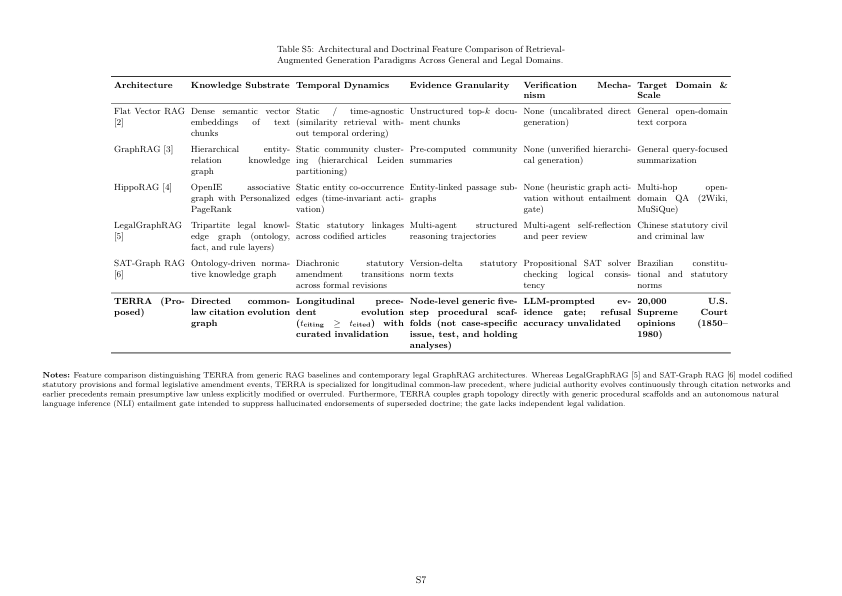 Table S5: Architectural and Doctrinal Feature Comparison of Retrieval-
Augmented Generation Paradigms Across General and Legal Domains.
Architecture Knowledge Substrate Temporal Dynamics Evidence Granularity Verification Mecha- Target Domain &
nism Scale
Flat Vector RAG Dense semantic vector Static / time-agnostic Unstructured top-k docu- None (uncalibrated direct General open-domain
[2] embeddings of text (similarity retrieval with- ment chunks generation) text corpora
chunks out temporal ordering)
GraphRAG [3] Hierarchical entity- Static community cluster- Pre-computed community None (unverified hierarchi- General query-focused
relation knowledge ing (hierarchical Leiden summaries cal generation) summarization
graph partitioning)
HippoRAG [4] OpenIE associative Static entity co-occurrence Entity-linked passage sub- None (heuristic graph acti- Multi-hop open-
graph with Personalized edges (time-invariant acti- graphs vation without entailment domain QA (2Wiki,
PageRank vation) gate) MuSiQue)
LegalGraphRAG Tripartite legal knowl- Static statutory linkages Multi-agent structured Multi-agent self-reflection Chinese statutory civil
[5] edge graph (ontology, across codified articles reasoning trajectories and peer review and criminal law
fact, and rule layers)
SAT-Graph RAG Ontology-driven norma- Diachronic statutory Version-delta statutory Propositional SAT solver Brazilian constitu-
[6] tive knowledge graph amendment transitions norm texts checking logical consis- tional and statutory
across formal revisions tency norms
TERRA (Pro- Directed common- Longitudinal prece- Node-level generic five- LLM-prompted ev- 20,000 U.S.
posed) law citation evolution dent evolution step procedural scaf- idence gate; refusal Supreme Court
graph (tciting ≥ tcited) with folds (not case-specific accuracy unvalidated opinions (1850–
curated invalidation issue, test, and holding 1980)
analyses)
Notes: Feature comparison distinguishing TERRA from generic RAG baselines and contemporary legal GraphRAG architectures. Whereas LegalGraphRAG [5] and SAT-Graph RAG [6] model codified
statutory provisions and formal legislative amendment events, TERRA is specialized for longitudinal common-law precedent, where judicial authority evolves continuously through citation networks and
earlier precedents remain presumptive law unless explicitly modified or overruled. Furthermore, TERRA couples graph topology directly with generic procedural scaffolds and an autonomous natural
language inference (NLI) entailment gate intended to suppress hallucinated endorsements of superseded doctrine; the gate lacks independent legal validation.
S7